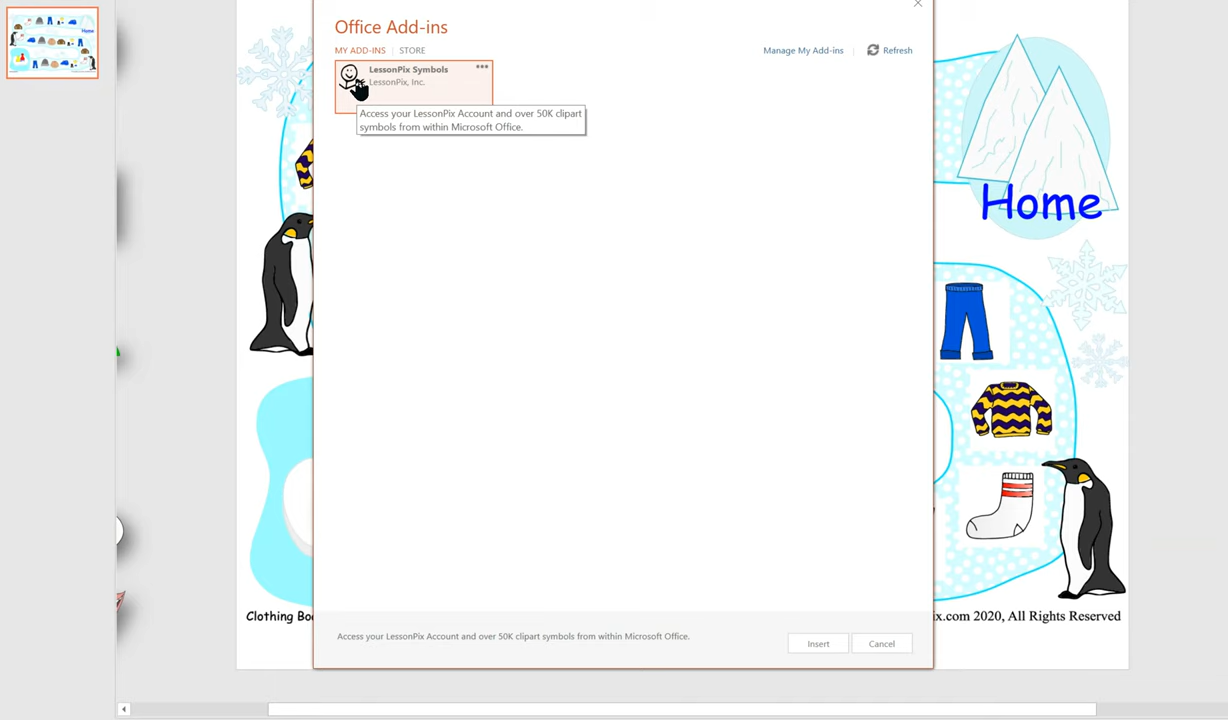 Office Add-ins
MY ADD-INS | STORE
Manage My Add-ins | Refresh
LessonPix Symbols
LessonPix, Inc.
Access your LessonPix Account and over 50K clipart
symbols from within Microsoft Office.
Home
Clothing
x.com 2020, All Rights Reserved
Access your LessonPix Account and over 50K clipart symbols from within Microsoft Office.
Insert
Cancel